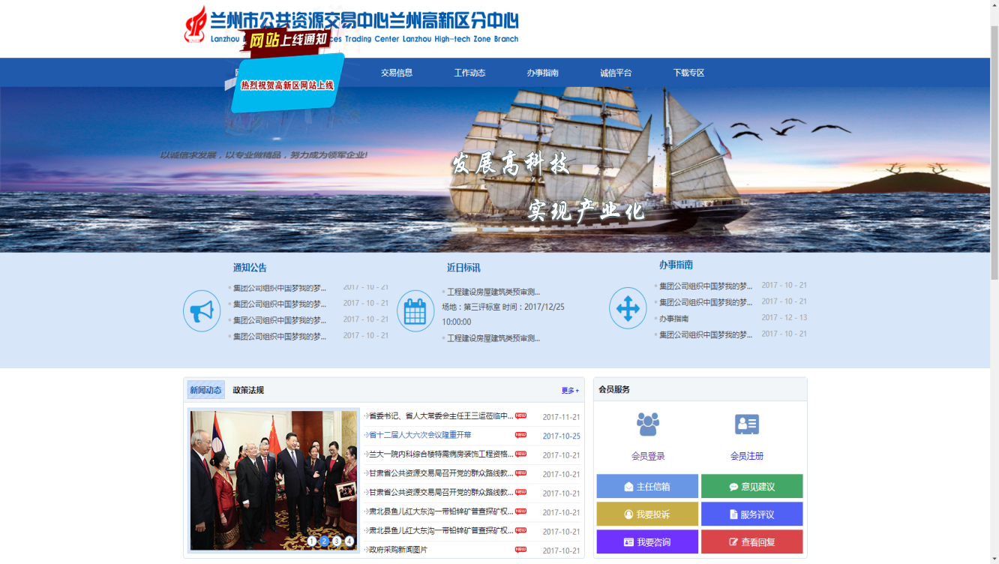 兰州市公共资源交易中心兰州高新区分中心
Lanzhou
ces Trading Center Lanzhou High-tech Zone Branch
网站上线通知
热烈祝贺高新区网站上线
交易信息 工作动态 办事指南 诚信平台 下载专区
以诚信求发展，以专业做精品，努力成为领军企业!
发展高科技
实现产业化
通知公告
集团公司组织中国梦我的梦... 2017 - 10 - 21
集团公司组织中国梦我的梦... 2017 - 10 - 21
集团公司组织中国梦我的梦... 2017 - 10 - 21
集团公司组织中国梦我的梦... 2017 - 10 - 21
近日标讯
工程建设房屋建筑类预审测...
场地：第三评标室 时间：2017/12/25
10:00:00
工程建设房屋建筑类预审测...
办事指南
集团公司组织中国梦我的梦... 2017 - 10 - 21
集团公司组织中国梦我的梦... 2017 - 10 - 21
办事指南 2017 - 12 - 13
集团公司组织中国梦我的梦... 2017 - 10 - 21
新闻动态 政策法规 更多+
1 2 3 4
省委书记、省人大常委会主任王三运莅临中... NEW 2017-11-21
省十二届人大六次会议隆重开幕 NEW 2017-10-25
兰大一院内科综合楼特需病房装饰工程资格... NEW 2017-10-21
甘肃省公共资源交易局召开党的群众路线教... NEW 2017-10-21
甘肃省公共资源交易局召开党的群众路线教... NEW 2017-10-21
肃北县鱼儿红大东沟一带铅锌矿普查探矿权... NEW 2017-10-21
肃北县鱼儿红大东沟一带铅锌矿普查探矿权... NEW 2017-10-21
政府采购新闻图片 NEW 2017-10-21
会员服务
会员登录 会员注册
主任信箱 意见建议
我要投诉 服务评议
我要咨询 查看回复